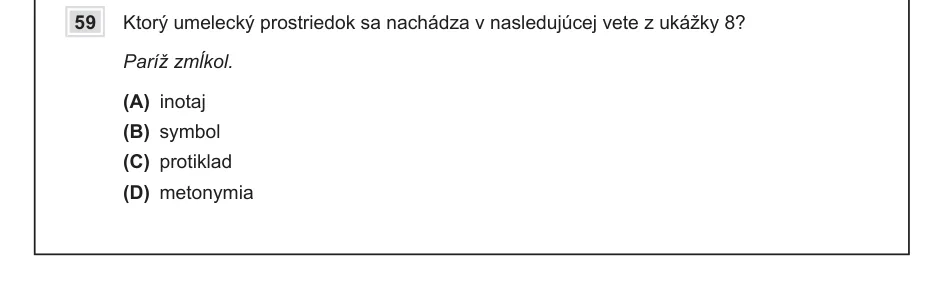 59 Ktorý umelecký prostriedok sa nachádza v nasledujúcej vete z ukážky 8?
Paríž zmĺkol.
(A) inotaj
(B) symbol
(C) protiklad
(D) metonymia